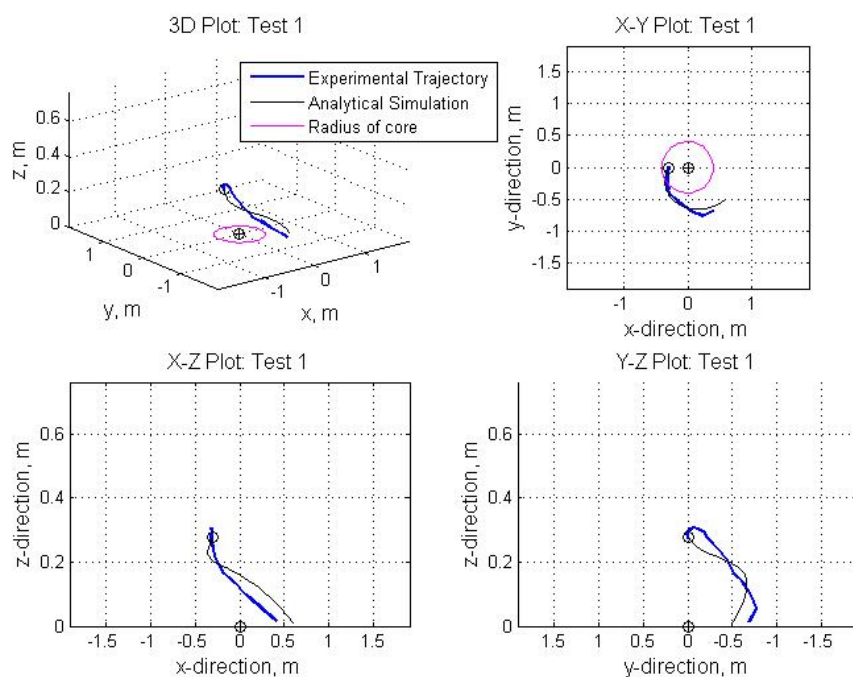 3D Plot: Test 1
Experimental Trajectory
Analytical Simulation
Radius of core
z, m
0.6
0.4
0.2
0
1
0
-1
y, m
-1
0
1
x, m
X-Y Plot: Test 1
y-direction, m
1.5
1
0.5
0
-0.5
-1
-1.5
-1
0
1
x-direction, m
X-Z Plot: Test 1
z-direction, m
0.6
0.4
0.2
0
-1.5
-1
-0.5
0
0.5
1
1.5
x-direction, m
Y-Z Plot: Test 1
z-direction, m
0.6
0.4
0.2
0
1.5
1
0.5
0
-0.5
-1
-1.5
y-direction, m